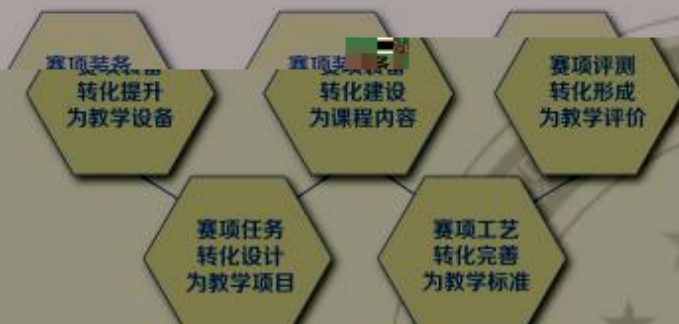 赛项装备
转化提升
为教学设备
赛项装备
转化建设
为课程内容
赛项评测
转化形成
为教学评价
赛项任务
转化设计
为教学项目
赛项工艺
转化完善
为教学标准